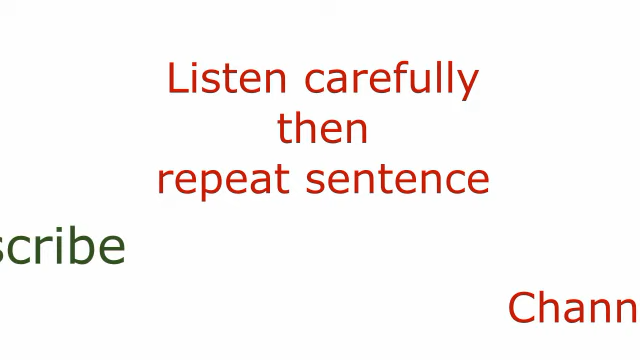 Listen carefully
then
repeat sentence
scribe
Chann